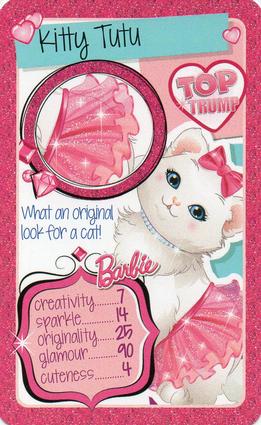 Kitty Tutu
TOP
TRUMPS
What an original
look for a cat!
Barbie
creativity........7
sparkle..........14
originality.....25
glamour........90
cuteness........4